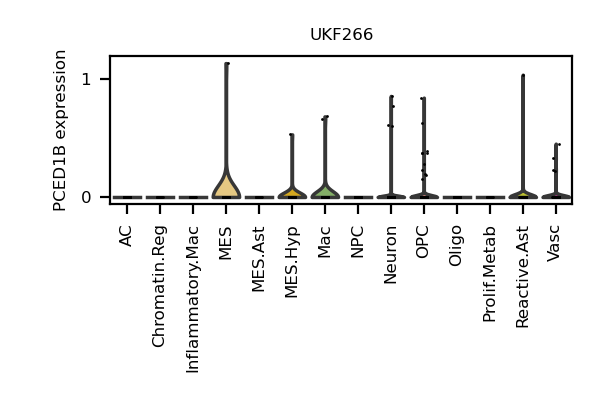 UKF266
PCED1B expression
1
0
AC
Chromatin.Reg
Inflammatory.Mac
MES
MES.Ast
MES.Hyp
Mac
NPC
Neuron
OPC
Oligo
Prolif.Metab
Reactive.Ast
Vasc